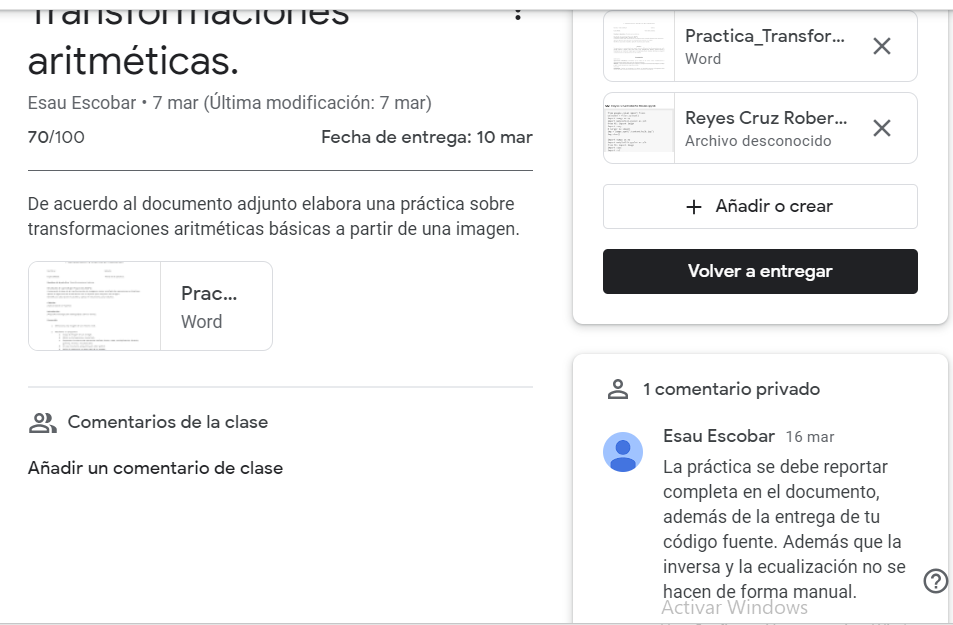 Transformaciones
aritméticas.
Esau Escobar • 7 mar (Última modificación: 7 mar)
70/100
Fecha de entrega: 10 mar
De acuerdo al documento adjunto elabora una práctica sobre
transformaciones aritméticas básicas a partir de una imagen.
Prac...
Word
Comentarios de la clase
Añadir un comentario de clase
Practica_Transfor...
Word
Reyes Cruz Rober...
Archivo desconocido
+ Añadir o crear
Volver a entregar
1 comentario privado
Esau Escobar 16 mar
La práctica se debe reportar
completa en el documento,
además de la entrega de tu
código fuente. Además que la
inversa y la ecualización no se
hacen de forma manual.
Activar Windows